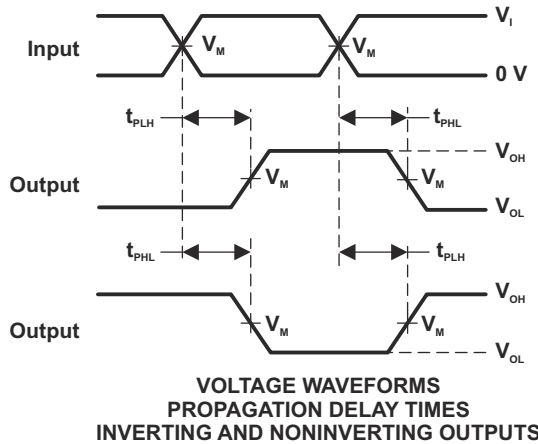 V_I
Input
V_M
V_M
0 V
t_PLH
t_PHL
V_OH
Output
V_M
V_M
V_OL
t_PHL
t_PLH
V_OH
Output
V_M
V_M
V_OL
VOLTAGE WAVEFORMS
PROPAGATION DELAY TIMES
INVERTING AND NONINVERTING OUTPUTS